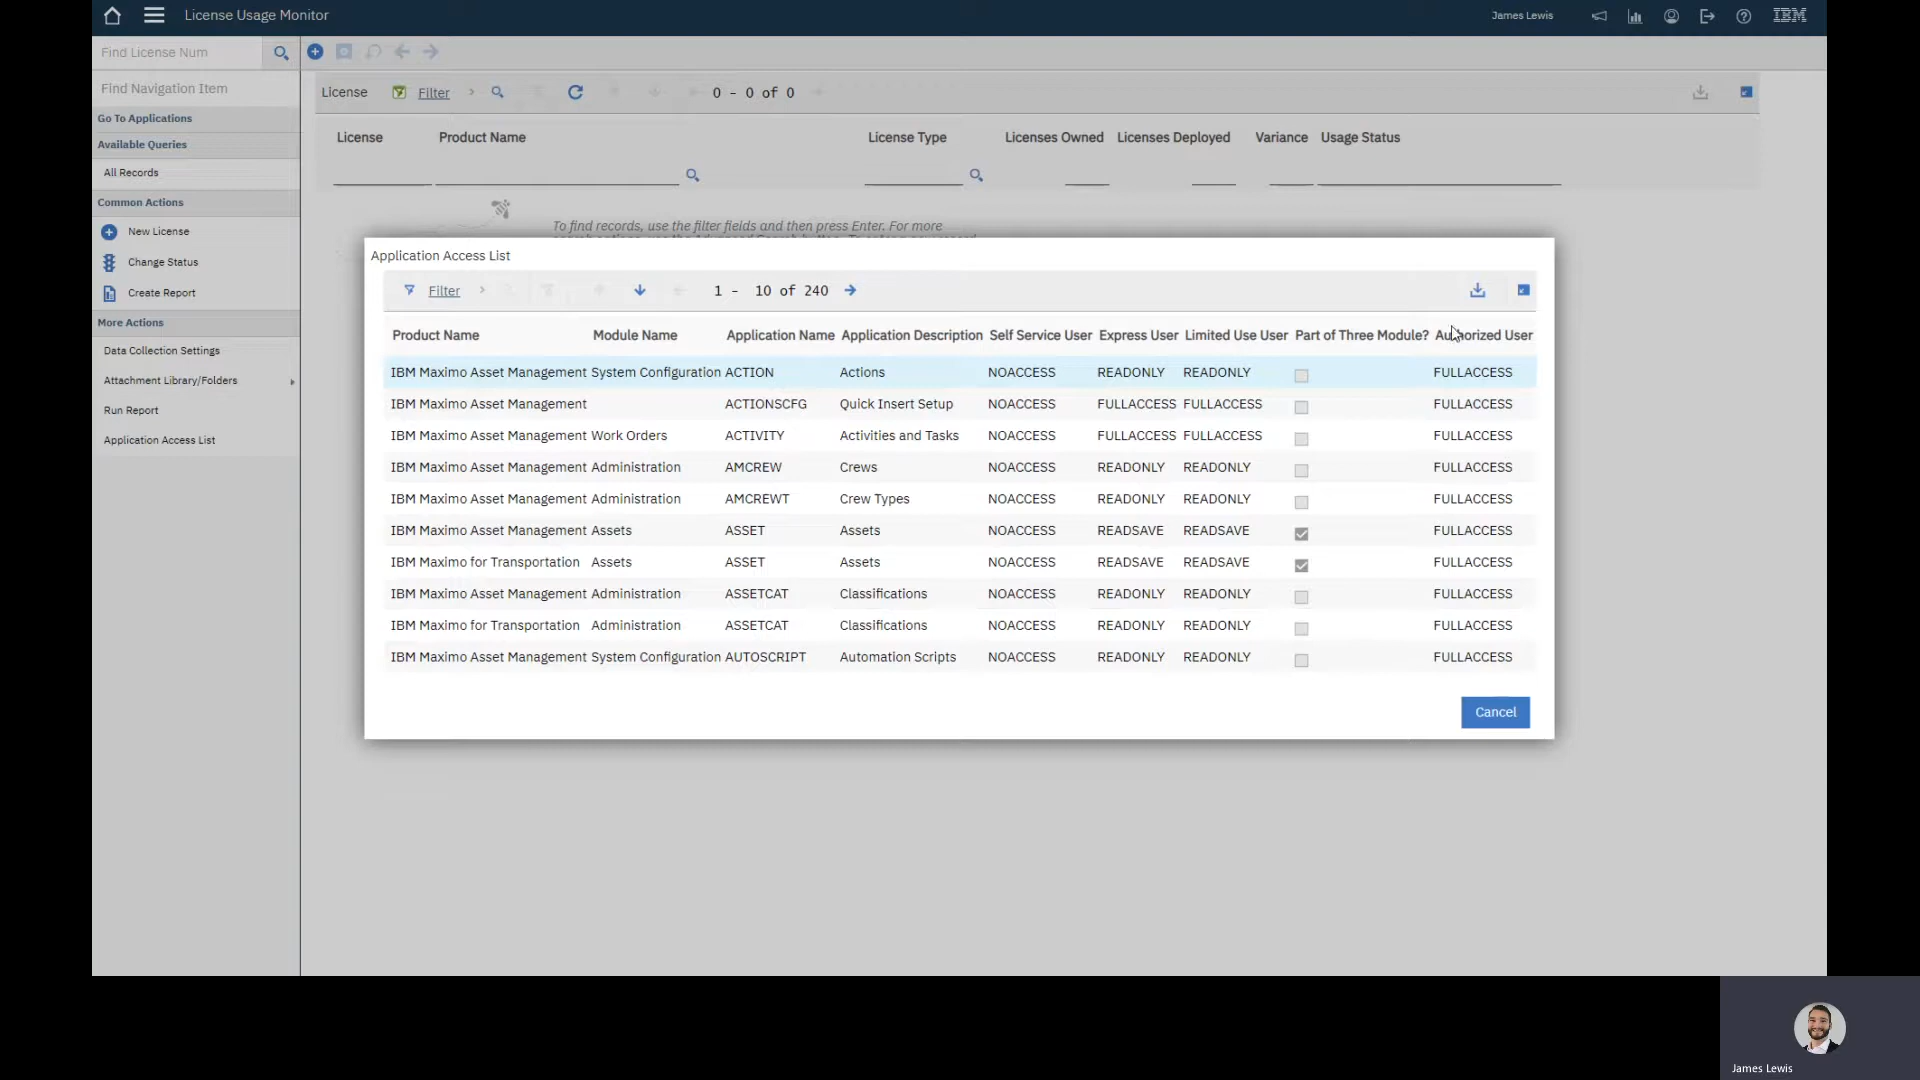 License Usage Monitor
James Lewis
IBM
Find License Num
Find Navigation Item
Go To Applications
Available Queries
All Records
Common Actions
New License
Change Status
Create Report
More Actions
Data Collection Settings
Attachment Library/Folders
Run Report
Application Access List
License Filter 0 - 0 of 0
License Product Name License Type Licenses Owned Licenses Deployed Variance Usage Status
To find records, use the filter fields and then press Enter. For more
Application Access List
Filter 1 - 10 of 240
Product Name Module Name Application Name Application Description Self Service User Express User Limited Use User Part of Three Module? Authorized User
IBM Maximo Asset Management System Configuration ACTION Actions NOACCESS READONLY READONLY FULLACCESS
IBM Maximo Asset Management ACTIONSCFG Quick Insert Setup NOACCESS FULLACCESS FULLACCESS FULLACCESS
IBM Maximo Asset Management Work Orders ACTIVITY Activities and Tasks NOACCESS FULLACCESS FULLACCESS FULLACCESS
IBM Maximo Asset Management Administration AMCREW Crews NOACCESS READONLY READONLY FULLACCESS
IBM Maximo Asset Management Administration AMCREWT Crew Types NOACCESS READONLY READONLY FULLACCESS
IBM Maximo Asset Management Assets ASSET Assets NOACCESS READSAVE READSAVE FULLACCESS
IBM Maximo for Transportation Assets ASSET Assets NOACCESS READSAVE READSAVE FULLACCESS
IBM Maximo Asset Management Administration ASSETCAT Classifications NOACCESS READONLY READONLY FULLACCESS
IBM Maximo for Transportation Administration ASSETCAT Classifications NOACCESS READONLY READONLY FULLACCESS
IBM Maximo Asset Management System Configuration AUTOSCRIPT Automation Scripts NOACCESS READONLY READONLY FULLACCESS
Cancel
James Lewis